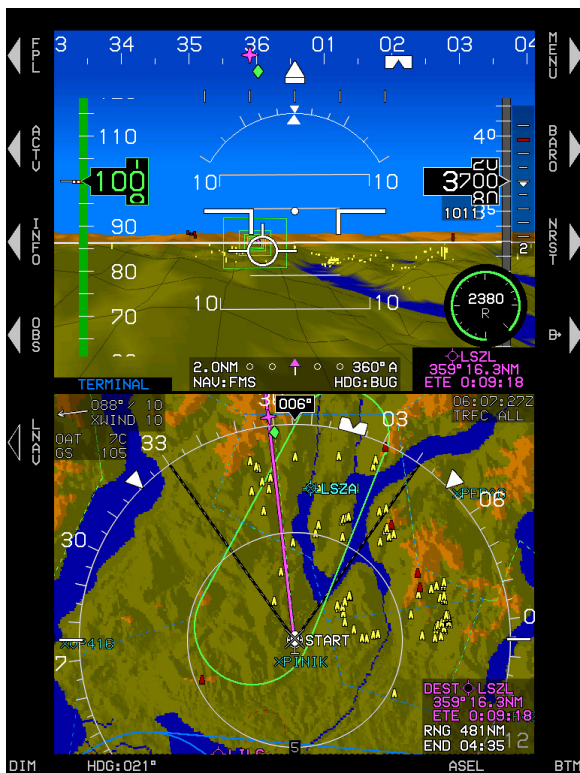 FPL
ACTV
INFO
OBS
LNAV
MENU
BARO
NRST
3 34 35 36 01 02 03 04
110
100
90
80
70
10 10
10 10
40
3700
20
80
1011
35
2
2380
R
TERMINAL
2.0NM 360°A
NAV:FMS HDG:BUG
LSZL
359°16.3NM
ETE 0:09:18
088°/ 10
XWIND 10
OAT 7C
GS 105
006°
06:07:27Z
TRFC ALL
33 03
LSZA
06
30
START
PINIK
DEST LSZL
359°16.3NM
ETE 0:09:18
RNG 481NM
END 04:35
5 12
DIM HDG:021° ASEL BTM